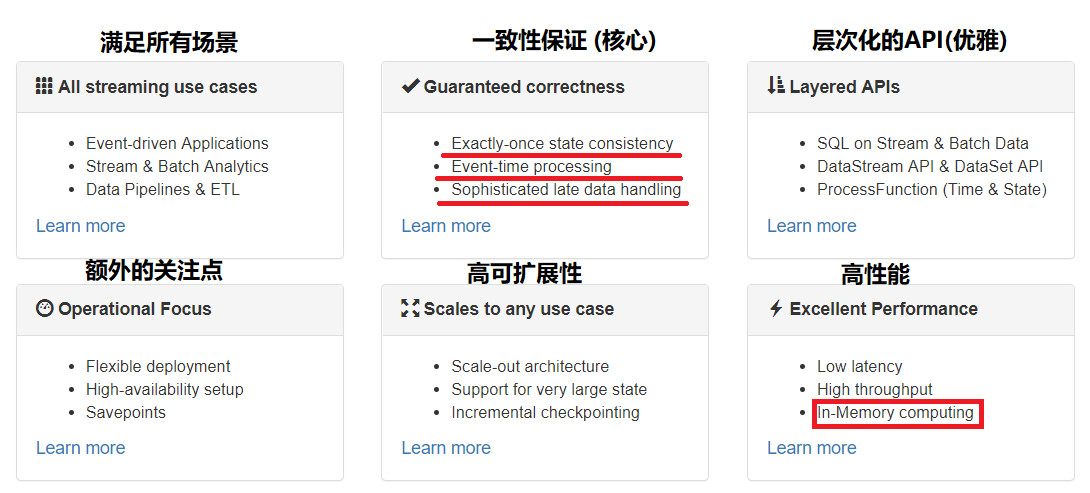 满足所有场景
All streaming use cases
Event-driven Applications
Stream & Batch Analytics
Data Pipelines & ETL
Learn more
一致性保证 (核心)
Guaranteed correctness
Exactly-once state consistency
Event-time processing
Sophisticated late data handling
Learn more
层次化的API(优雅)
Layered APIs
SQL on Stream & Batch Data
DataStream API & DataSet API
ProcessFunction (Time & State)
Learn more
额外的关注点
Operational Focus
Flexible deployment
High-availability setup
Savepoints
Learn more
高可扩展性
Scales to any use case
Scale-out architecture
Support for very large state
Incremental checkpointing
Learn more
高性能
Excellent Performance
Low latency
High throughput
In-Memory computing
Learn more